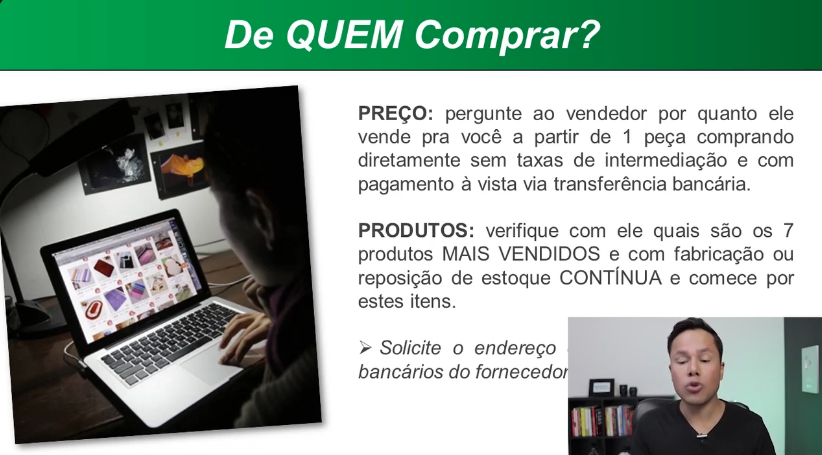 De QUEM Comprar?
PREÇO: pergunte ao vendedor por quanto ele
vende pra você a partir de 1 peça comprando
diretamente sem taxas de intermediação e com
pagamento à vista via transferência bancária.
PRODUTOS: verifique com ele quais são os 7
produtos MAIS VENDIDOS e com fabricação ou
reposição de estoque CONTÍNUA e comece por
estes itens.
➢ Solicite o endereço
bancários do fornecedor